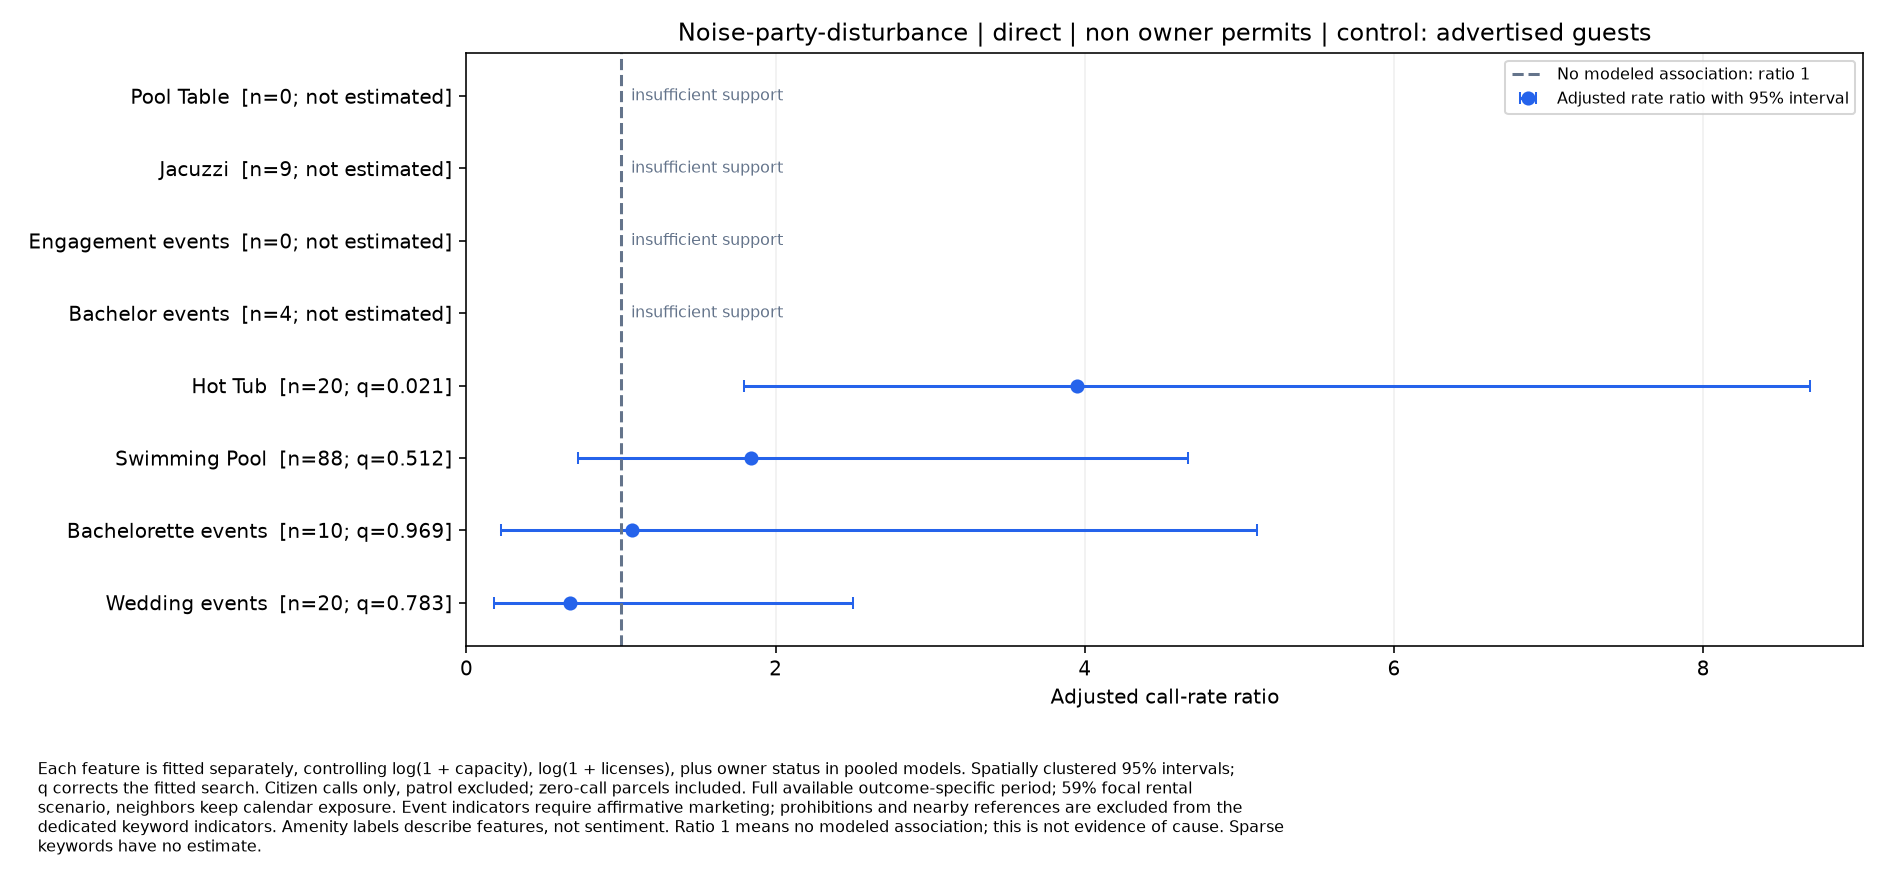 Noise-party-disturbance | direct | non owner permits | control: advertised guests
No modeled association: ratio 1
Adjusted rate ratio with 95% interval
Pool Table [n=0; not estimated]
insufficient support
Jacuzzi [n=9; not estimated]
insufficient support
Engagement events [n=0; not estimated]
insufficient support
Bachelor events [n=4; not estimated]
insufficient support
Hot Tub [n=20; q=0.021]
Swimming Pool [n=88; q=0.512]
Bachelorette events [n=10; q=0.969]
Wedding events [n=20; q=0.783]
0 2 4 6 8
Adjusted call-rate ratio
Each feature is fitted separately, controlling log(1 + capacity), log(1 + licenses), plus owner status in pooled models. Spatially clustered 95% intervals;
q corrects the fitted search. Citizen calls only, patrol excluded; zero-call parcels included. Full available outcome-specific period; 59% focal rental
scenario, neighbors keep calendar exposure. Event indicators require affirmative marketing; prohibitions and nearby references are excluded from the
dedicated keyword indicators. Amenity labels describe features, not sentiment. Ratio 1 means no modeled association; this is not evidence of cause. Sparse
keywords have no estimate.